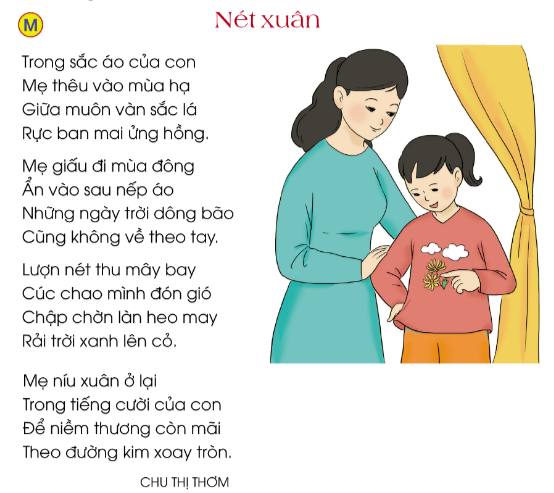 M
Nét xuân
Trong sắc áo của con
Mẹ thêu vào mùa hạ
Giữa muôn vàn sắc lá
Rực ban mai ửng hồng.
Mẹ giấu đi mùa đông
Ẩn vào sau nếp áo
Những ngày trời dông bão
Cũng không về theo tay.
Lượn nét thu mây bay
Cúc chao mình đón gió
Chập chờn làn heo may
Rải trời xanh lên cỏ.
Mẹ níu xuân ở lại
Trong tiếng cười của con
Để niềm thương còn mãi
Theo đường kim xoay tròn.
CHU THỊ THƠM